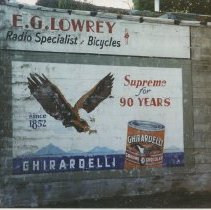 E.G. LOWREY
Radio Specialist & Bicycles
Supreme
for
90 YEARS
since
1852
GHIRARDELLI
GHIRARDELLI